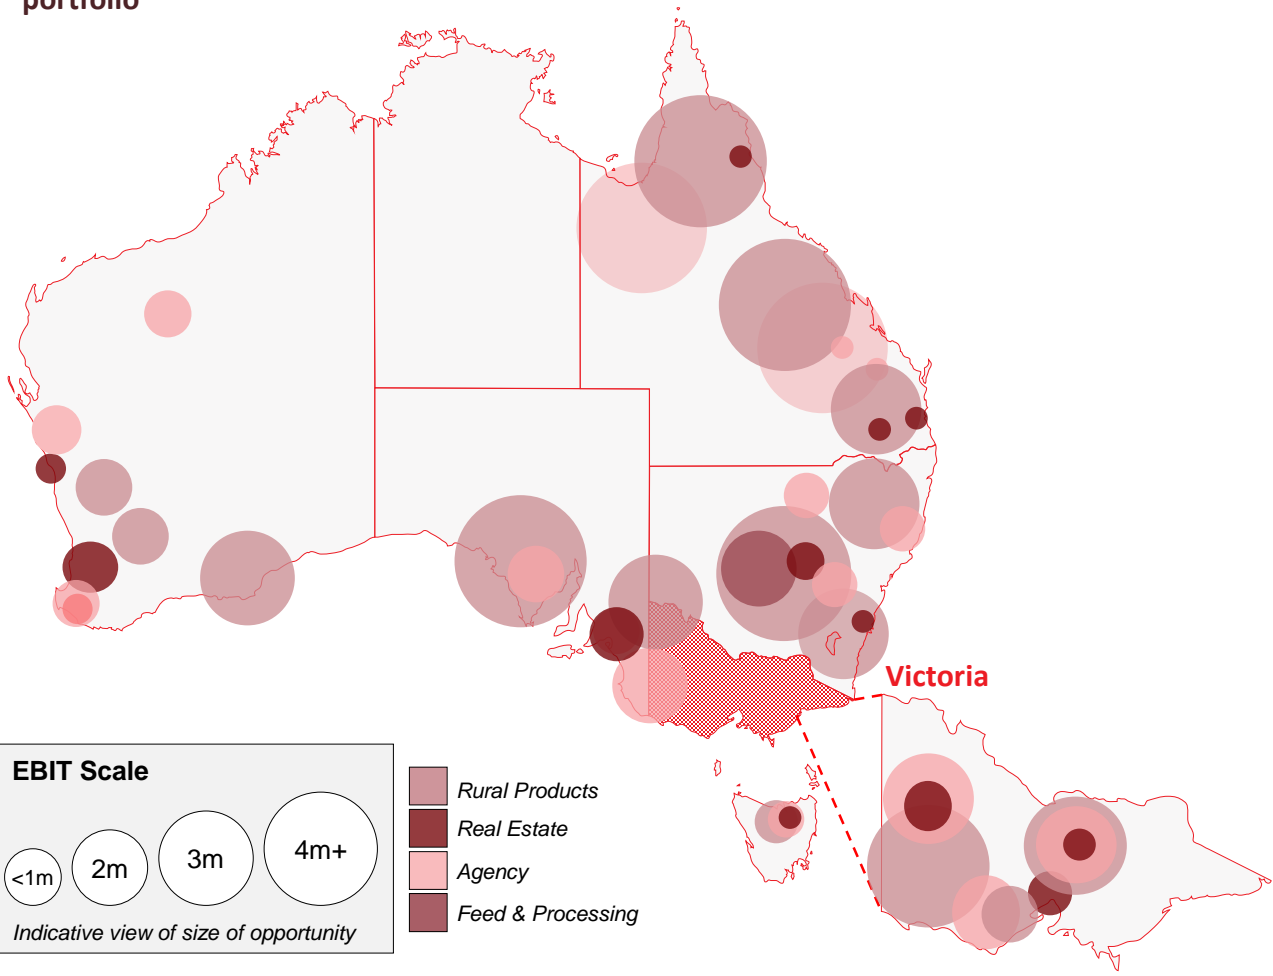 portfolio
Victoria
EBIT Scale
<1m
2m
3m
4m+
Indicative view of size of opportunity
Rural Products
Real Estate
Agency
Feed & Processing